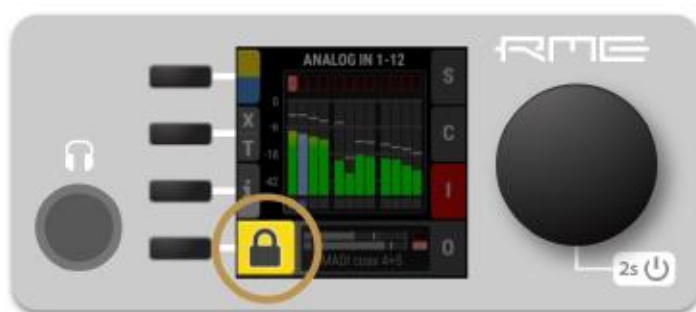 RME
ANALOG IN 1-12
S
0
X
-6
C
T
-18
i
-42
I
MADI coax 4+5
O
2s